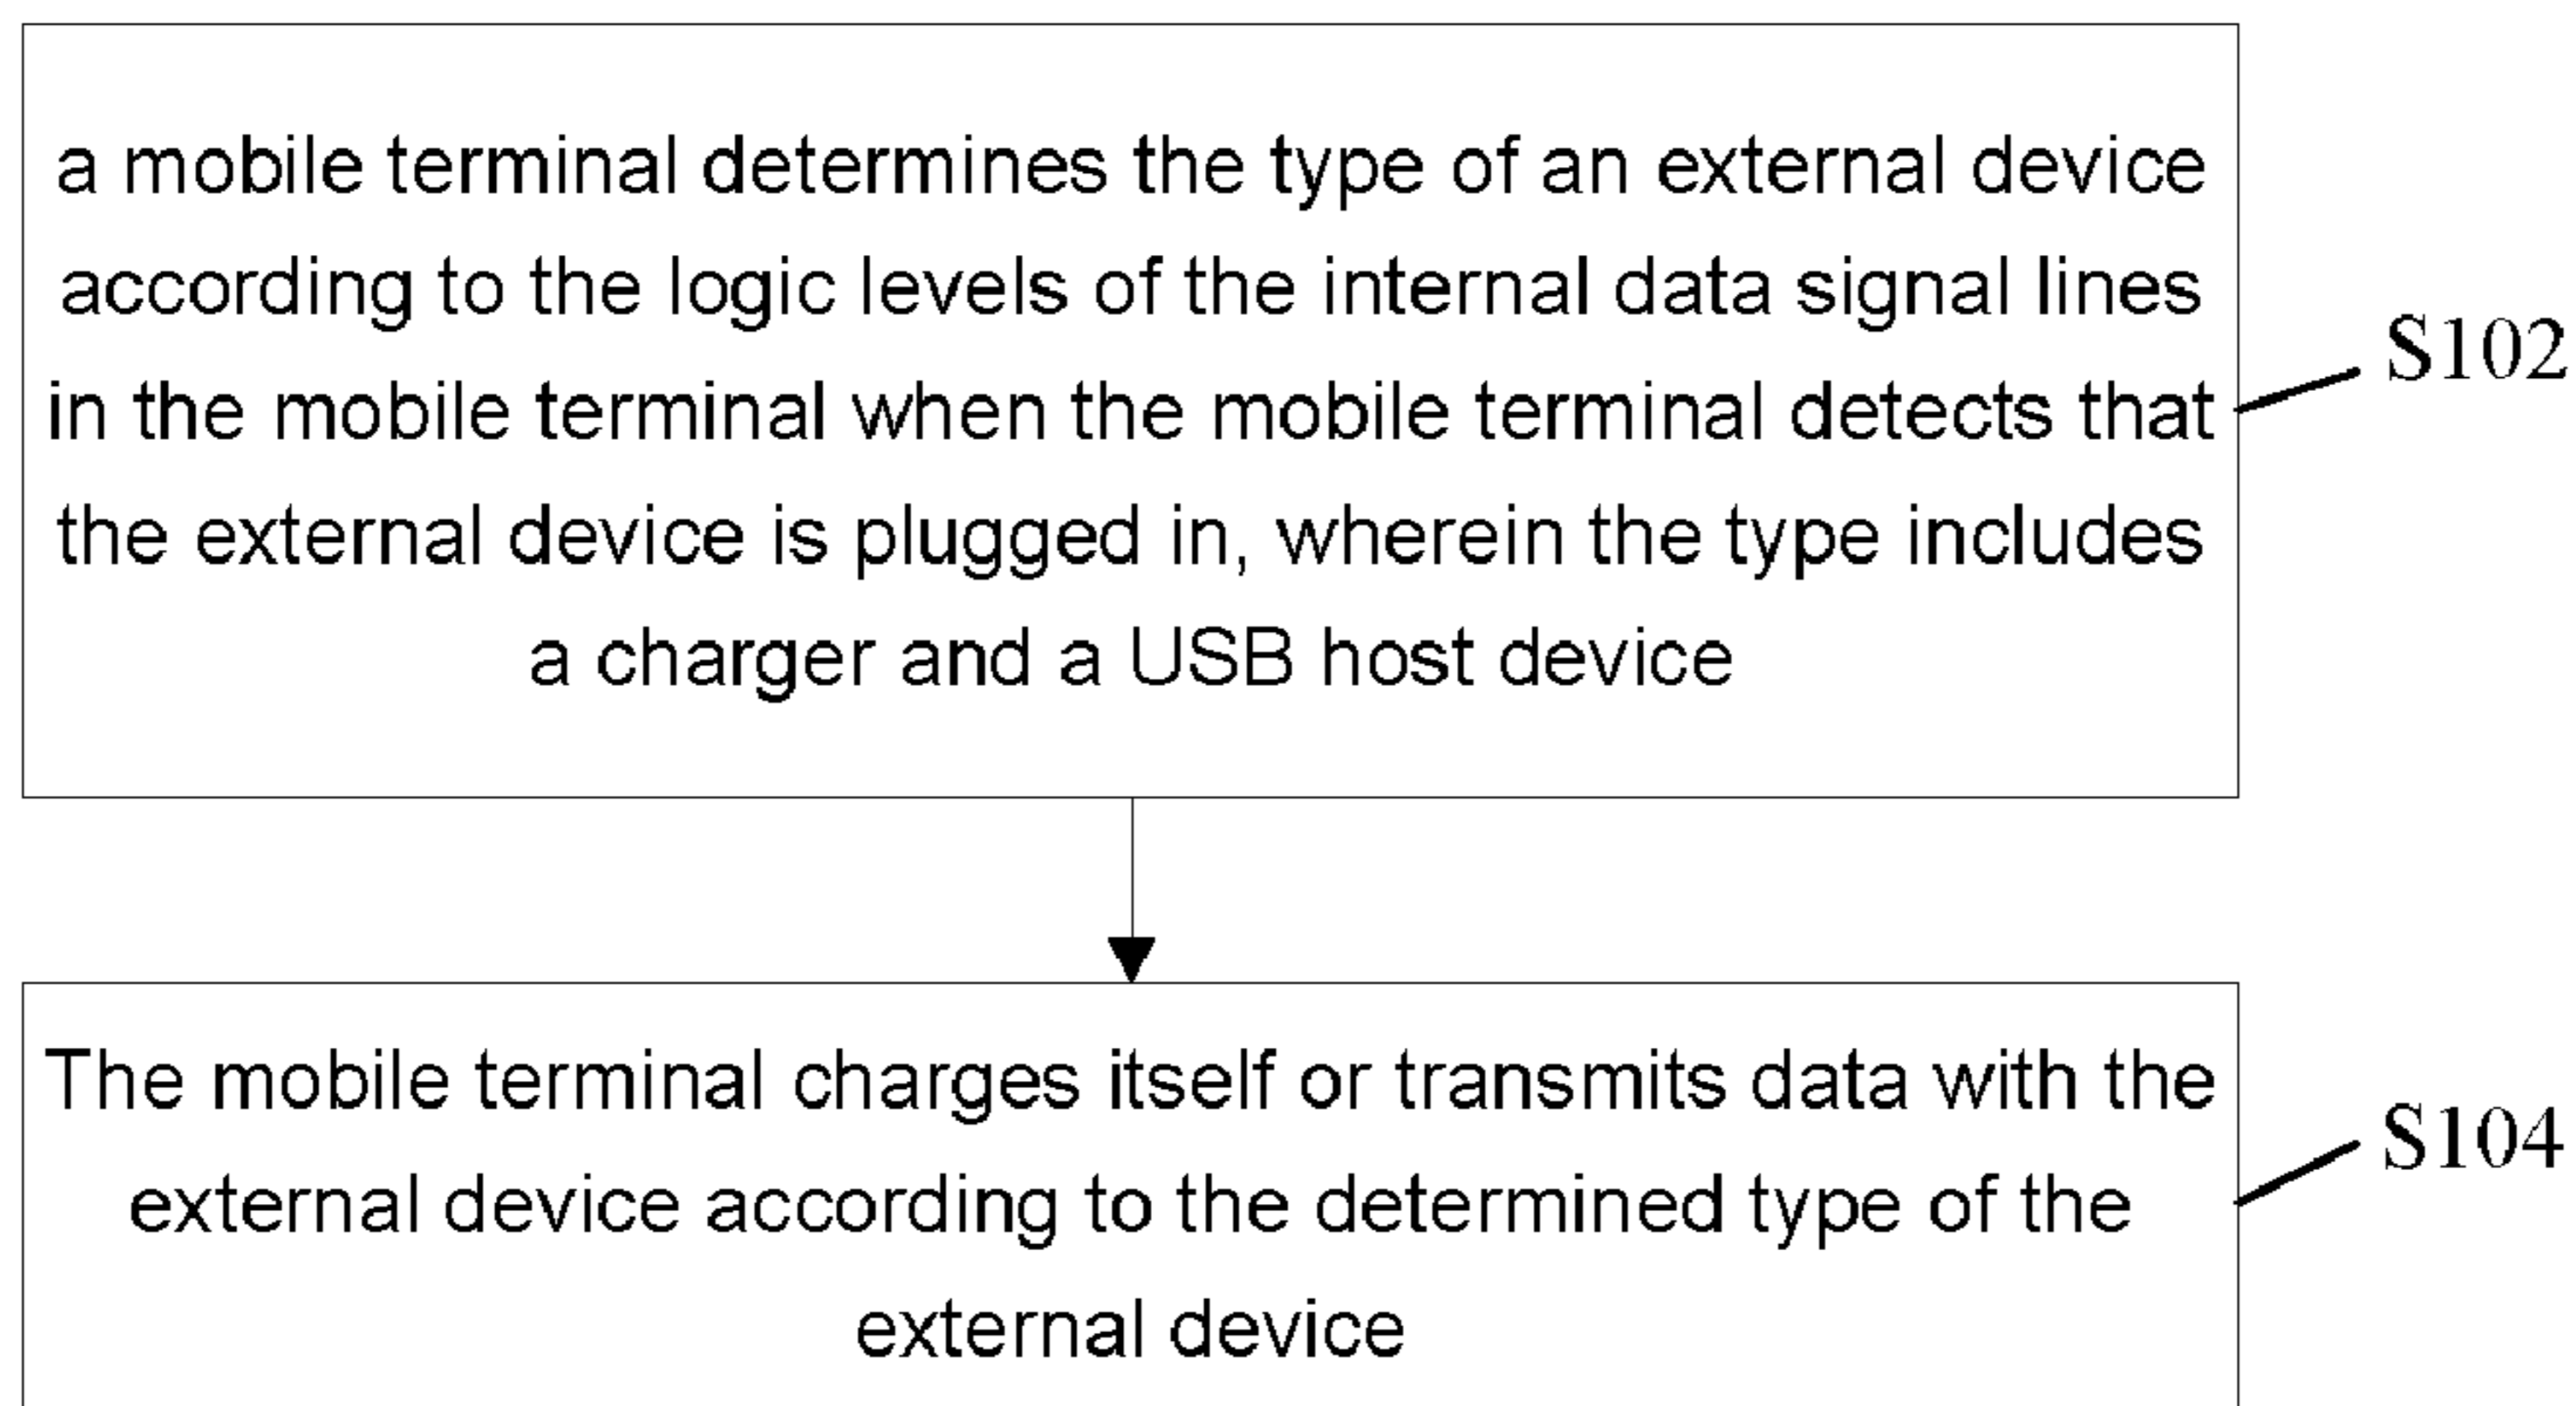 a mobile terminal determines the type of an external device
according to the logic levels of the internal data signal lines
in the mobile terminal when the mobile terminal detects that
the external device is plugged in, wherein the type includes
a charger and a USB host device
S102
The mobile terminal charges itself or transmits data with the
external device according to the determined type of the
external device
S104